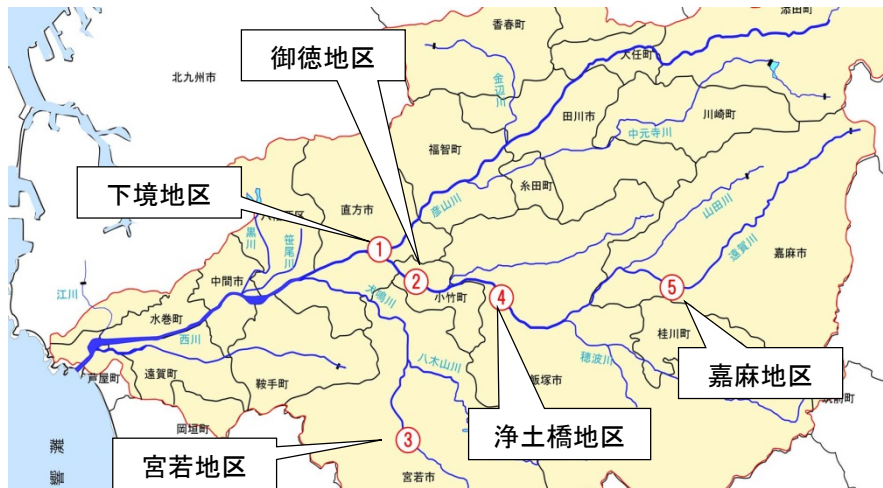 香春町
添田町
御徳地区
大任町
北九州市
金辺川
田川市
川崎町
中元寺川
福智町
糸田町
下境地区
直方市
彦山川
山田川
黒川
笹尾川
遠賀川
嘉麻市
1
中間市
2
5
江川
犬鳴川
小竹町
4
水巻町
西川
桂川町
八木山川
穂波川
芦屋町
遠賀町
鞍手町
飯塚市
嘉麻地区
岡垣町
3
浄土橋地区
宮若地区
宮若市
響灘